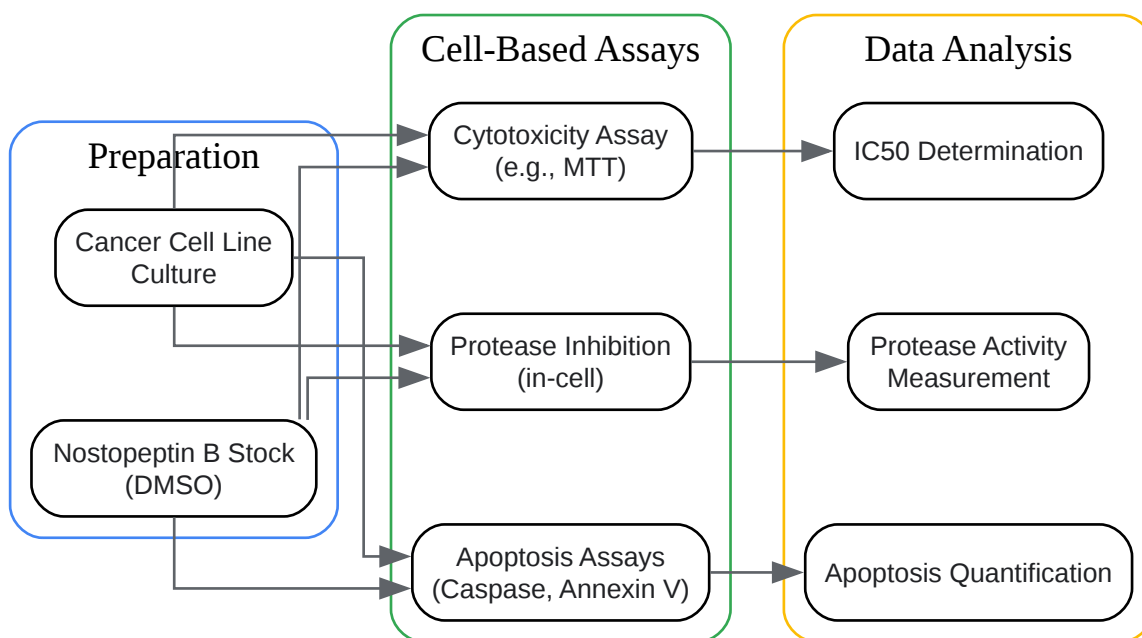 Preparation
Cancer Cell Line
Culture
Nostopeptin B Stock
(DMSO)
Cell-Based Assays
Cytotoxicity Assay
(e.g., MTT)
Protease Inhibition
(in-cell)
Apoptosis Assays
(Caspase, Annexin V)
Data Analysis
IC50 Determination
Protease Activity
Measurement
Apoptosis Quantification